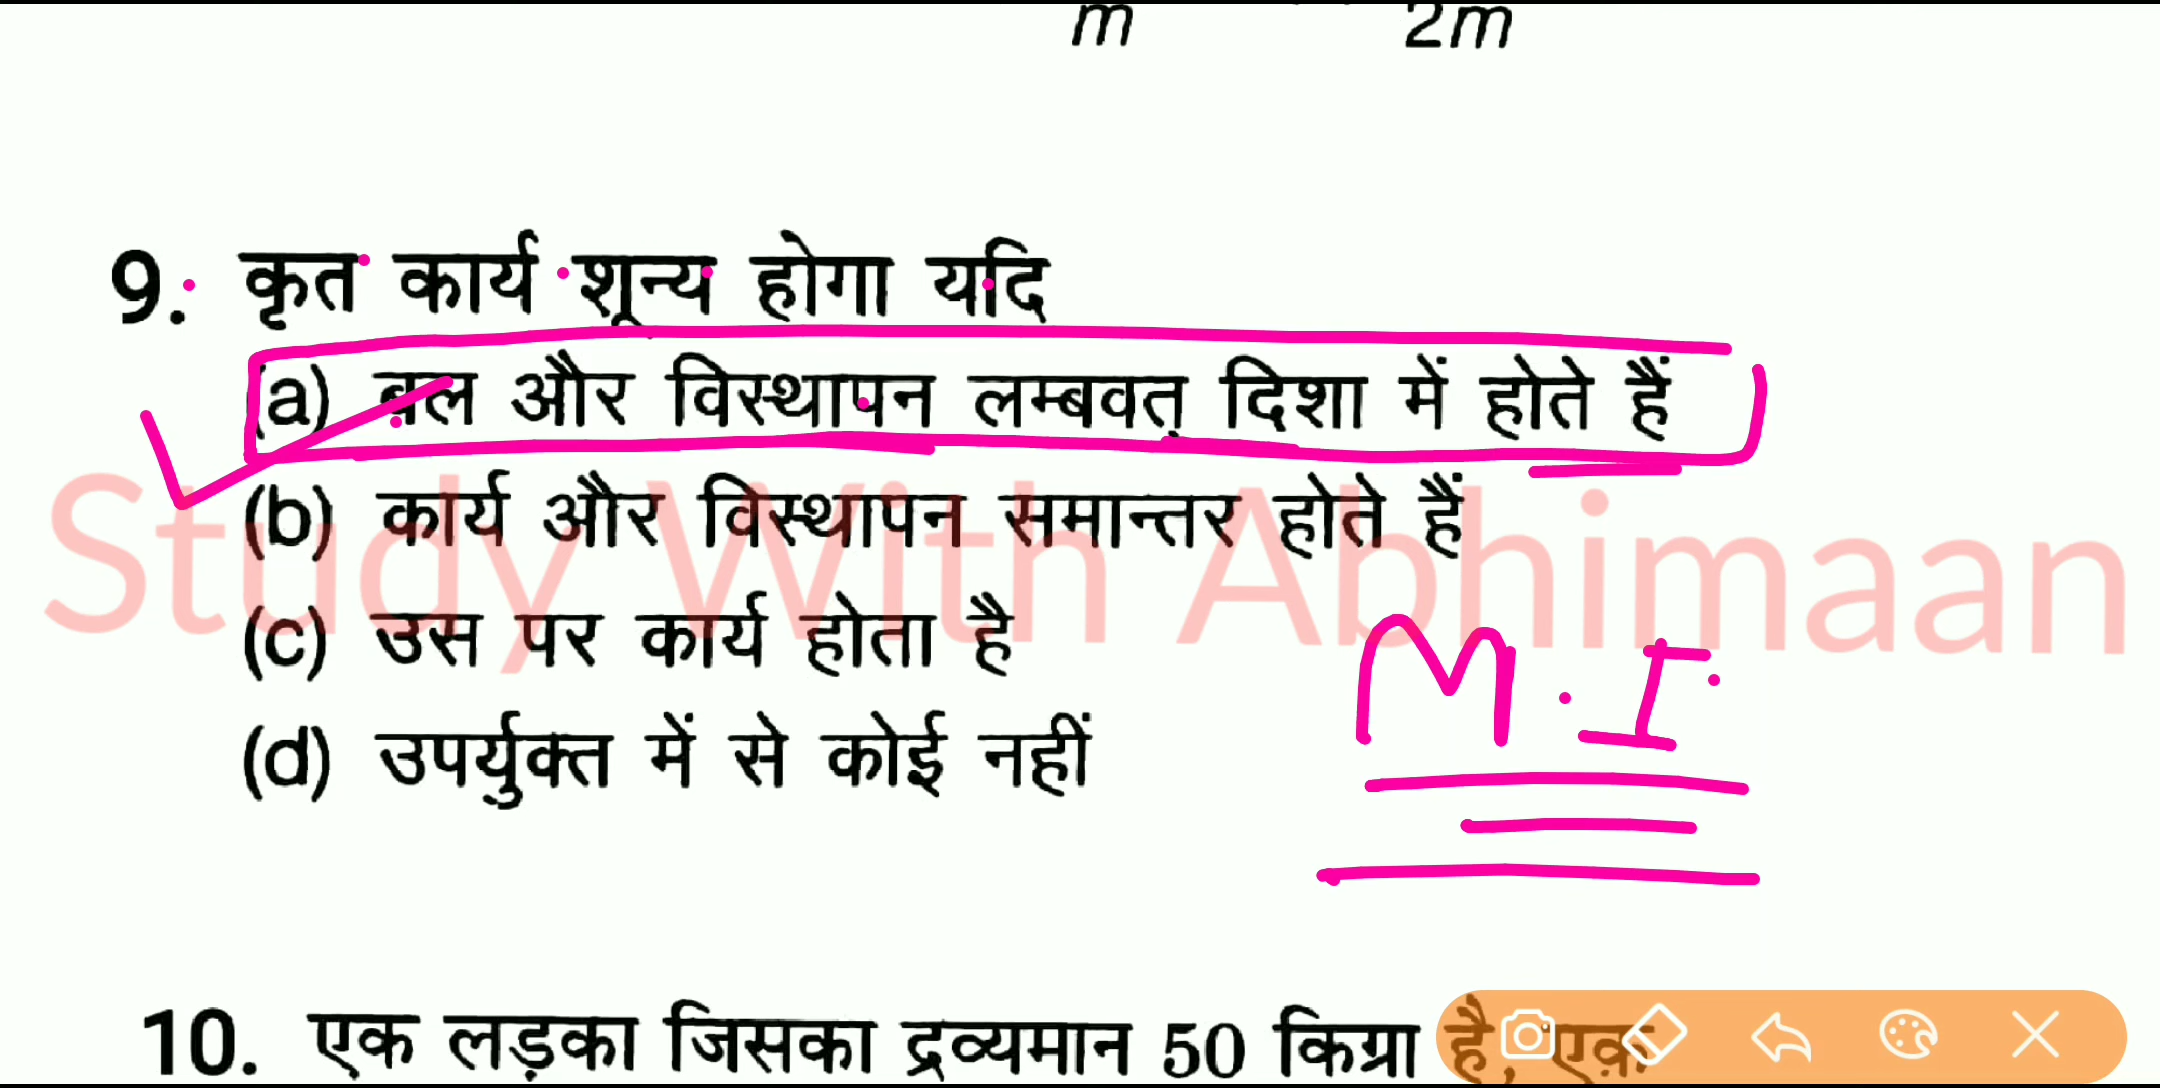 m 2m
9. कृत कार्य शून्य होगा यदि
(a) बल और विस्थापन लम्बवत् दिशा में होते हैं
(b) कार्य और विस्थापन समान्तर होते हैं
(c) उस पर कार्य होता है
(d) उपर्युक्त में से कोई नहीं
M.I.
Study With Abhimaan
10. एक लड़का जिसका द्रव्यमान 50 किग्रा है, एक